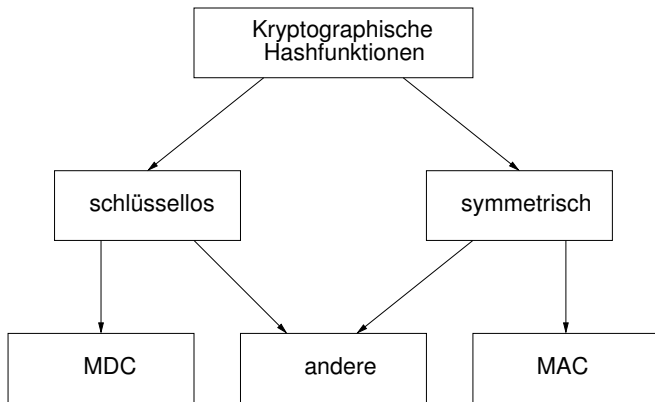 Kryptographische
Hashfunktionen
schlüssellos
symmetrisch
MDC
andere
MAC